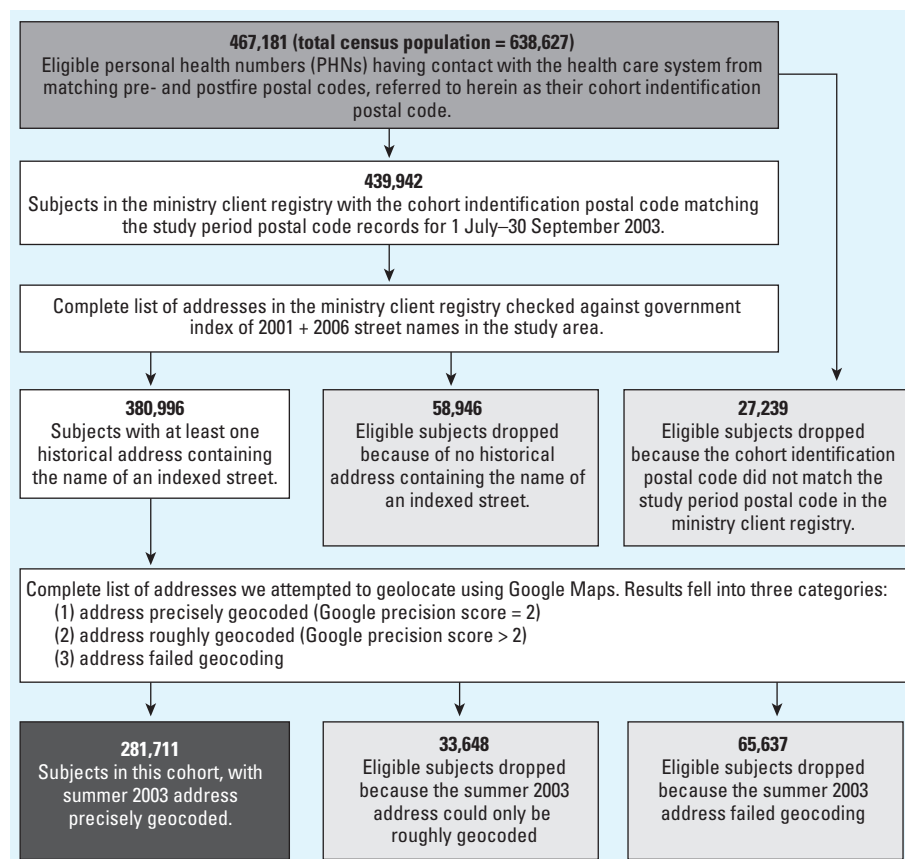 467,181 (total census population = 638,627)
Eligible personal health numbers (PHNs) having contact with the health care system from
matching pre- and postfire postal codes, referred to herein as their cohort indentification
postal code.
439,942
Subjects in the ministry client registry with the cohort indentification postal code matching
the study period postal code records for 1 July–30 September 2003.
Complete list of addresses in the ministry client registry checked against government
index of 2001 + 2006 street names in the study area.
380,996
Subjects with at least one
historical address containing
the name of an indexed street.
58,946
Eligible subjects dropped
because of no historical
address containing the name of
an indexed street.
27,239
Eligible subjects dropped
because the cohort identification
postal code did not match the
study period postal code in the
ministry client registry.
Complete list of addresses we attempted to geolocate using Google Maps. Results fell into three categories:
(1) address precisely geocoded (Google precision score = 2)
(2) address roughly geocoded (Google precision score > 2)
(3) address failed geocoding
281,711
Subjects in this cohort, with
summer 2003 address
precisely geocoded.
33,648
Eligible subjects dropped
because the summer 2003
address could only be
roughly geocoded
65,637
Eligible subjects dropped
because the summer 2003
address failed geocoding